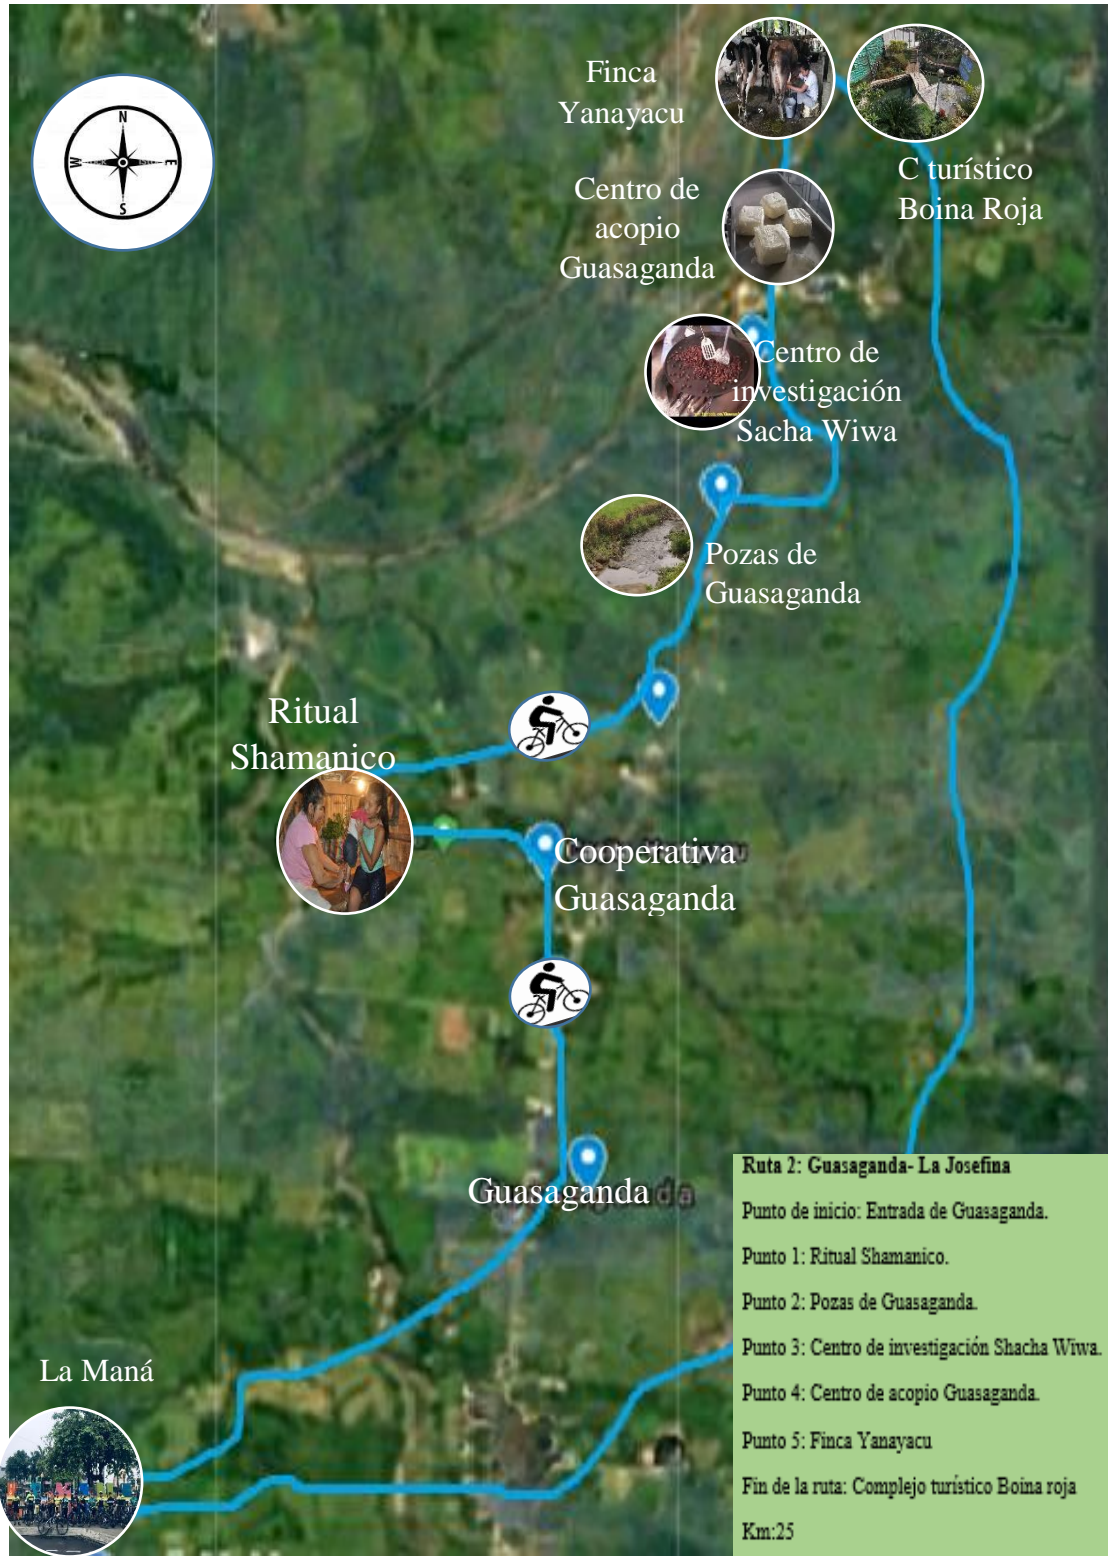 N
W
E
S
Finca
Yanayacu
C turístico
Boina Roja
Centro de
acopio
Guasaganda
Centro de
investigación
Sacha Wiwa
Pozas de
Guasaganda
Ritual
Shamanico
Cooperativa
Guasaganda
Guasaganda
La Maná
Ruta 2: Guasaganda- La Josefina
Punto de inicio: Entrada de Guasaganda.
Punto 1: Ritual Shamanico.
Punto 2: Pozas de Guasaganda.
Punto 3: Centro de investigación Shacha Wiwa.
Punto 4: Centro de acopio Guasaganda.
Punto 5: Finca Yanayacu
Fin de la ruta: Complejo turístico Boina roja
Km:25